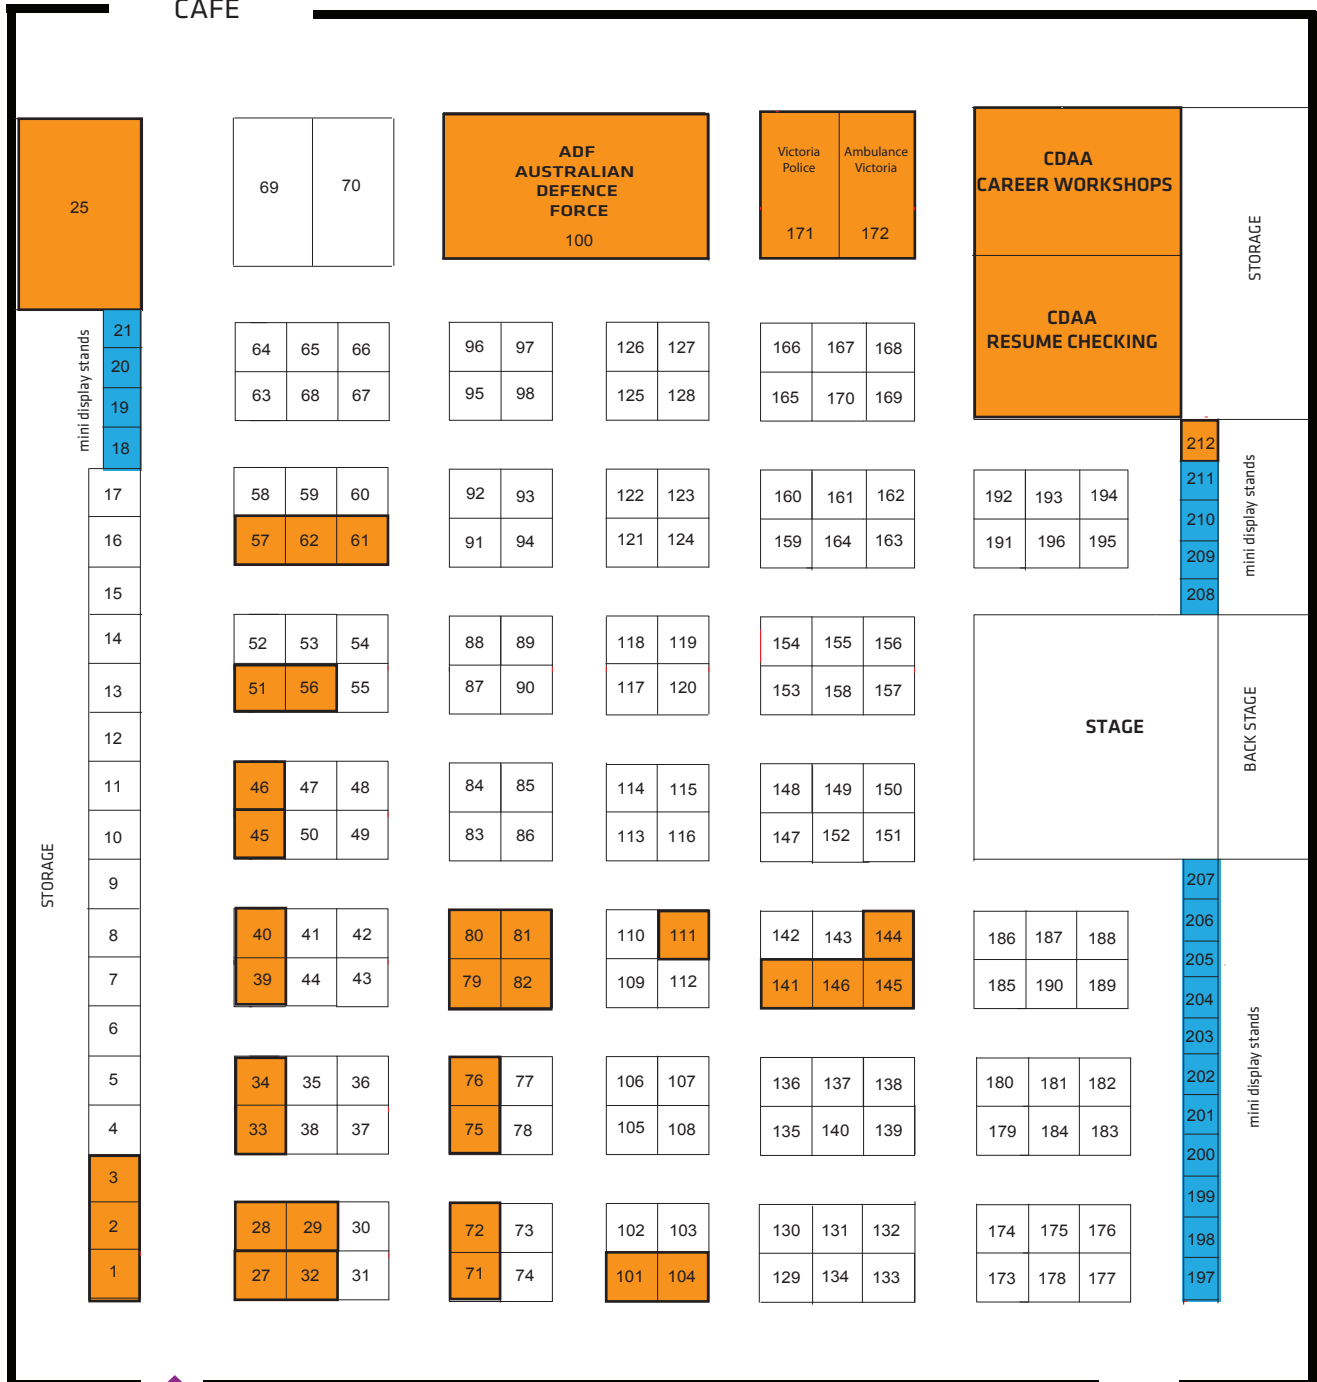 CAFE
25
69
70
ADF
AUSTRALIAN
DEFENCE
FORCE
100
Victoria
Police
171
Ambulance
Victoria
172
CDAA
CAREER WORKSHOPS
CDAA
RESUME CHECKING
STORAGE
mini display stands
21
20
19
18
64 65 66
63 68 67
96 97
95 98
126 127
125 128
166 167 168
165 170 169
212
211
210
209
208
mini display stands
17
16
15
14
13
12
11
10
9
8
7
6
5
4
3
2
1
STORAGE
58 59 60
57 62 61
92 93
91 94
122 123
121 124
160 161 162
159 164 163
192 193 194
191 196 195
52 53 54
51 56 55
88 89
87 90
118 119
117 120
154 155 156
153 158 157
STAGE
BACK STAGE
46 47 48
45 50 49
84 85
83 86
114 115
113 116
148 149 150
147 152 151
40 41 42
39 44 43
80 81
79 82
110 111
109 112
142 143 144
141 146 145
186 187 188
185 190 189
207
206
205
204
203
202
201
200
199
198
197
mini display stands
34 35 36
33 38 37
76 77
75 78
106 107
105 108
136 137 138
135 140 139
180 181 182
179 184 183
28 29 30
27 32 31
72 73
71 74
102 103
101 104
130 131 132
129 134 133
174 175 176
173 178 177